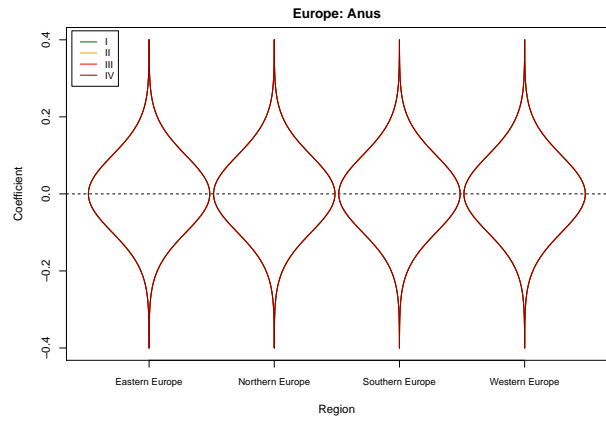 Europe: Anus
I
II
III
IV
0.4
0.2
0.0
−0.2
−0.4
Coefficient
Eastern Europe
Northern Europe
Southern Europe
Western Europe
Region